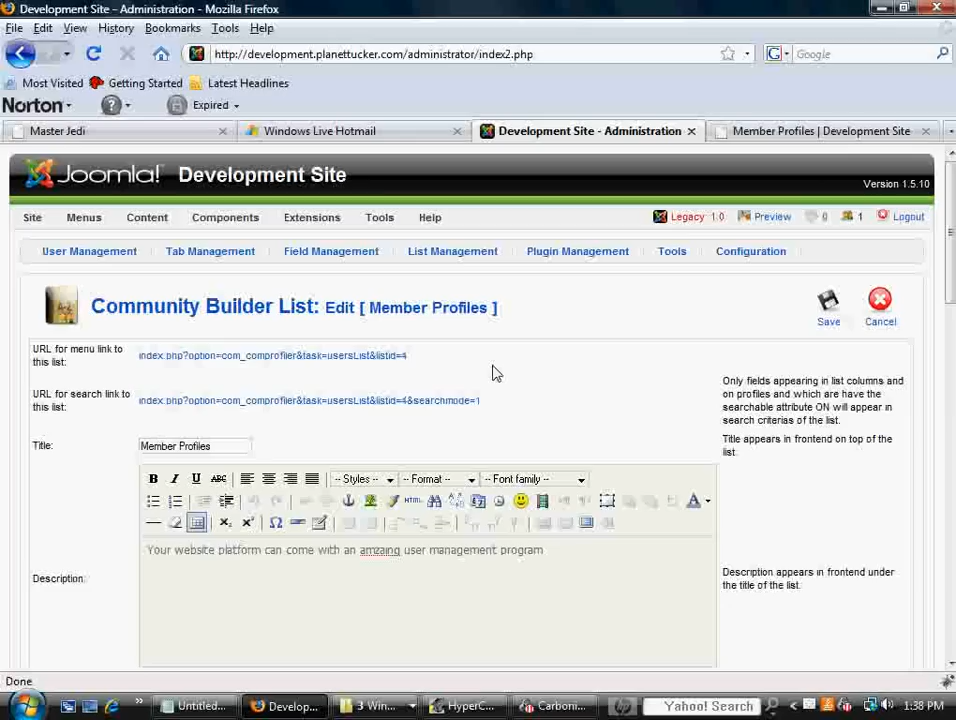 Development Site - Administration - Mozilla Firefox
File Edit View History Bookmarks Tools Help
http://development.planettucker.com/administrator/index2.php
Google
Most Visited Getting Started Latest Headlines
Norton Expired
Master Jedi Windows Live Hotmail Development Site - Administration Member Profiles | Development Site
Joomla! Development Site
Version 1.5.10
Site Menus Content Components Extensions Tools Help Legacy 1.0 Preview 0 1 Logout
User Management Tab Management Field Management List Management Plugin Management Tools Configuration
Community Builder List: Edit [ Member Profiles ]
Save Cancel
URL for menu link to
this list:
index.php?option=com_comprofiler&task=usersList&listid=4
URL for search link to
this list:
index.php?option=com_comprofiler&task=usersList&listid=4&searchmode=1
Only fields appearing in list columns and
on profiles and which are have the
searchable attribute ON will appear in
search criterias of the list.
Title: Member Profiles
Title appears in frontend on top of the
list.
B I U ABC -- Styles -- -- Format -- -- Font family --
HTML
Your website platform can come with an amzaing user management program
Description:
Description appears in frontend under
the title of the list.
Done
Untitled... Develop... 3 Win... HyperC... Carboni... Yahoo! Search 1:38 PM